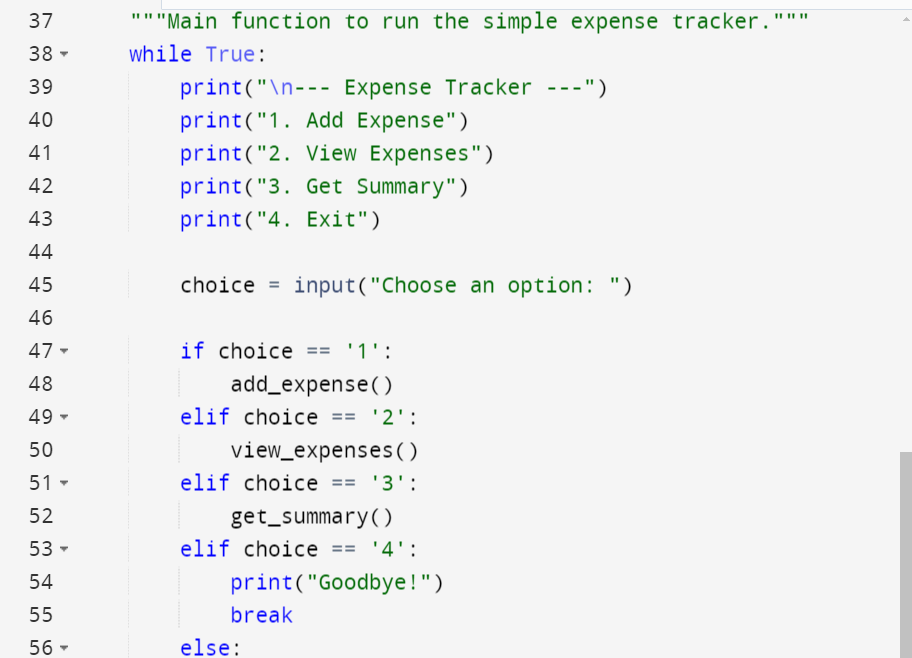 37 """Main function to run the simple expense tracker."""
38 while True:
39 print("\n--- Expense Tracker ---")
40 print("1. Add Expense")
41 print("2. View Expenses")
42 print("3. Get Summary")
43 print("4. Exit")
44
45 choice = input("Choose an option: ")
46
47 if choice == '1':
48 add_expense()
49 elif choice == '2':
50 view_expenses()
51 elif choice == '3':
52 get_summary()
53 elif choice == '4':
54 print("Goodbye!")
55 break
56 else: